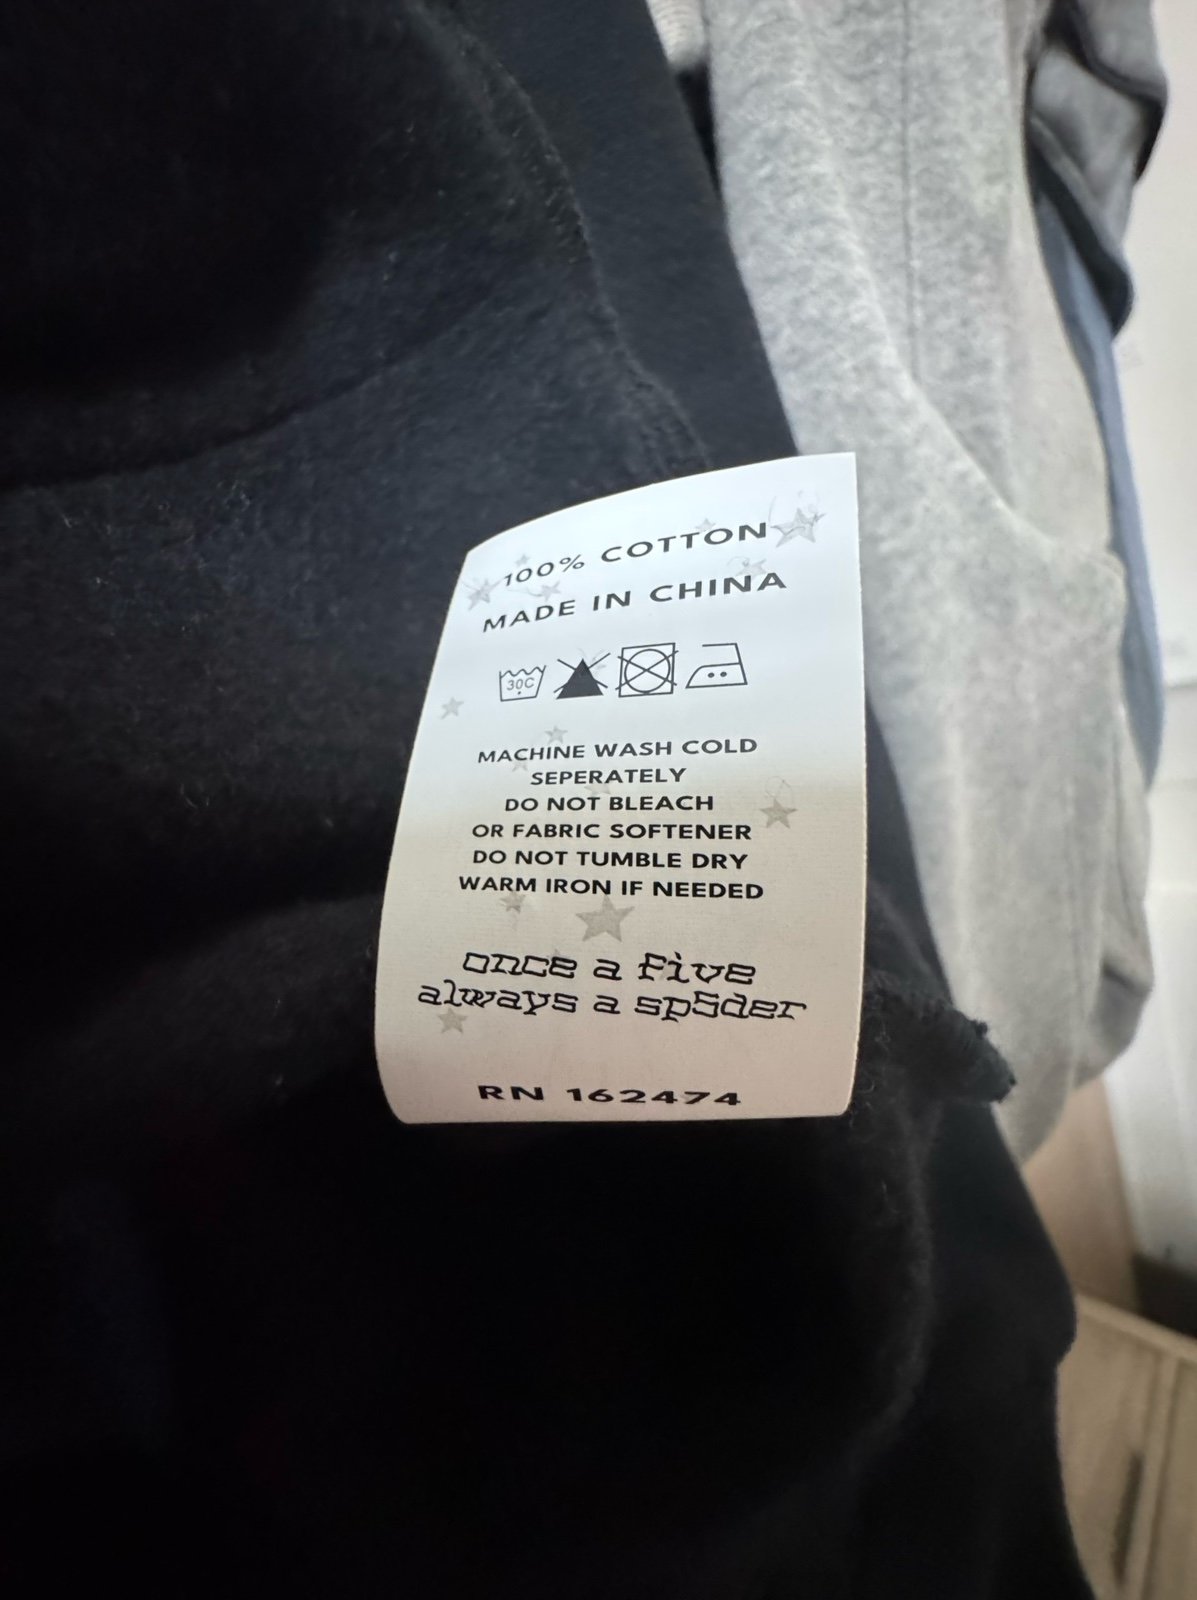 100% COTTON
MADE IN CHINA
30C
MACHINE WASH COLD
SEPERATELY
DO NOT BLEACH
OR FABRIC SOFTENER
DO NOT TUMBLE DRY
WARM IRON IF NEEDED
once a five
always a sp5der
RN 162474